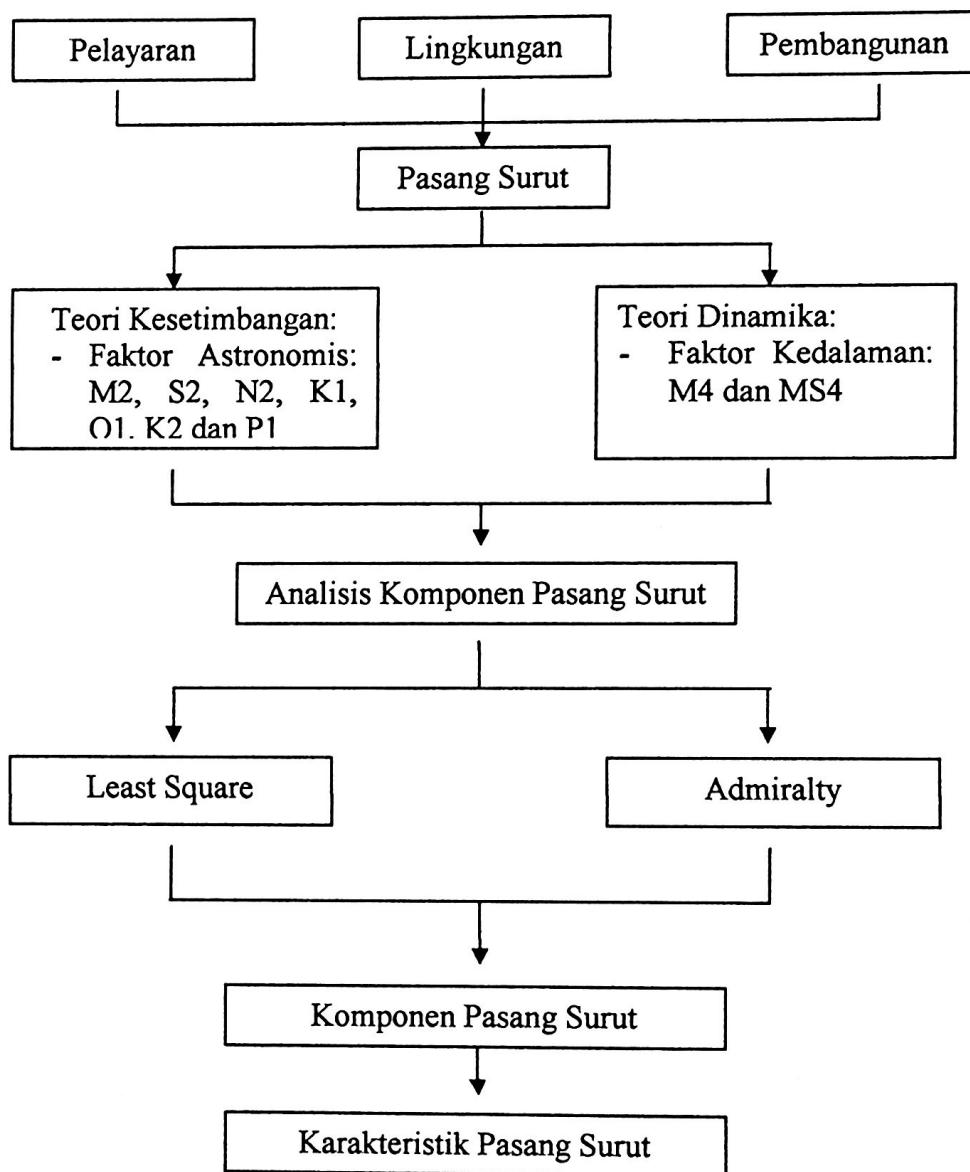 Pelayaran
Lingkungan
Pembangunan
Pasang Surut
Teori Kesetimbangan:
- Faktor Astronomis:
M2, S2, N2, K1,
O1, K2 dan P1
Teori Dinamika:
- Faktor Kedalaman:
M4 dan MS4
Analisis Komponen Pasang Surut
Least Square
Admiralty
Komponen Pasang Surut
Karakteristik Pasang Surut